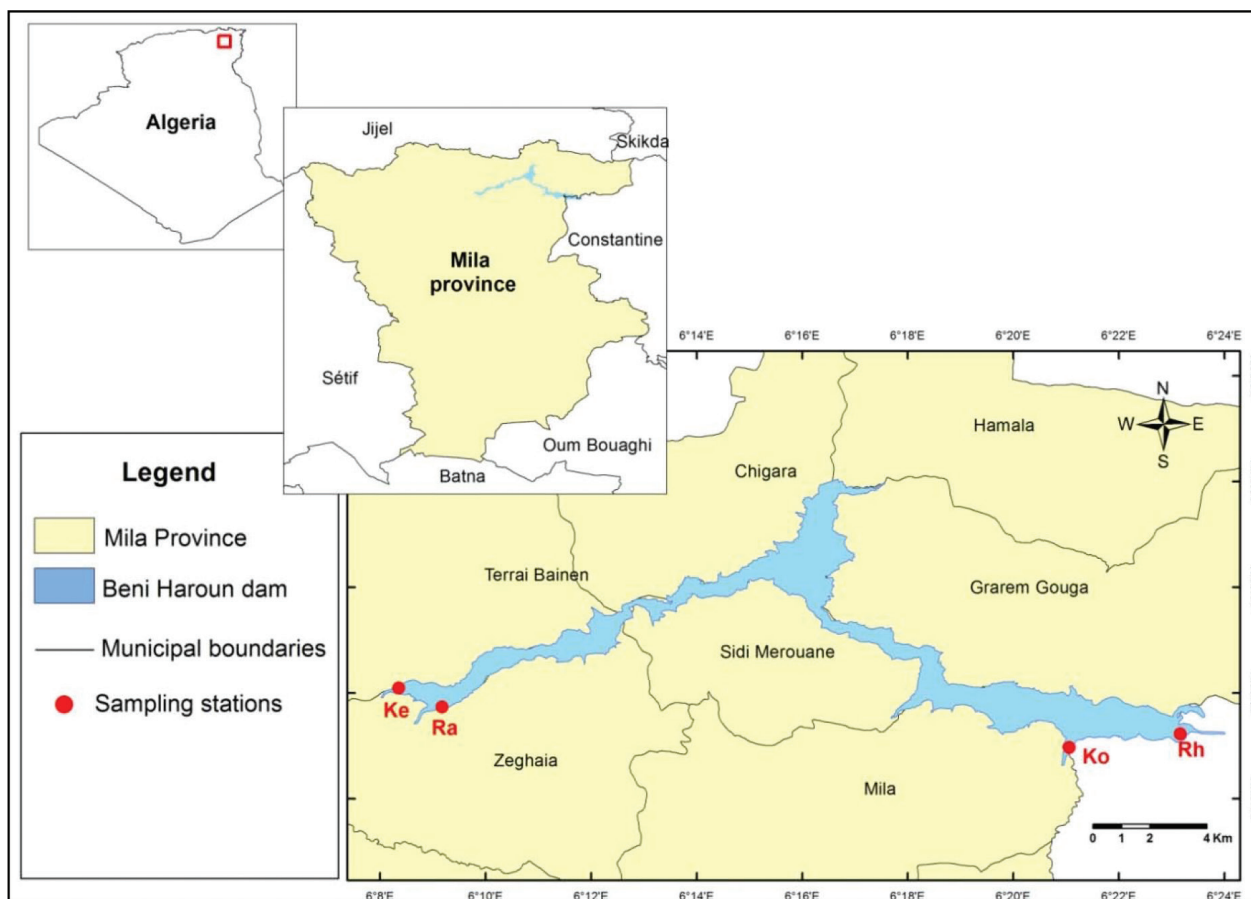 Algeria
Jijel
Skikda
Constantine
Mila
province
Sétif
Oum Bouaghi
Batna
6°14'E 6°16'E 6°18'E 6°20'E 6°22'E 6°24'E
N
W E
S
Hamala
Chigara
Terrai Bainen
Grarem Gouga
Sidi Merouane
Ke
Ra
Zeghaia
Ko
Rh
Mila
0 1 2 4 Km
6°8'E 6°10'E 6°12'E 6°14'E 6°16'E 6°18'E 6°20'E 6°22'E 6°24'E
Legend
Mila Province
Beni Haroun dam
Municipal boundaries
Sampling stations